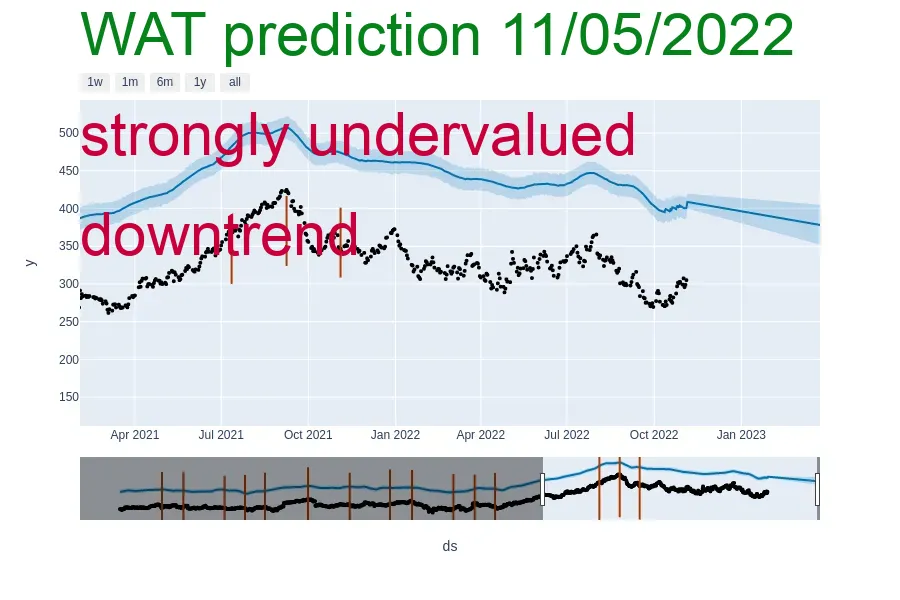 WAT prediction 11/05/2022
1w 1m 6m 1y all
strongly undervalued
downtrend
500
450
400
350
300
250
200
150
y
Apr 2021 Jul 2021 Oct 2021 Jan 2022 Apr 2022 Jul 2022 Oct 2022 Jan 2023
ds